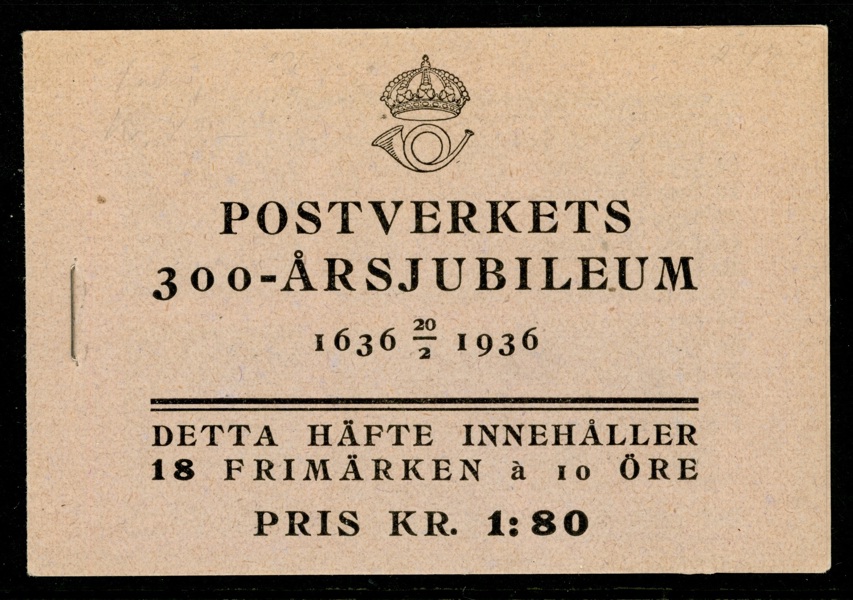 POSTVERKETS
300-ÅRSJUBILEUM
1636 20/2 1936
DETTA HÄFTE INNEHÅLLER
18 FRIMÄRKEN à 10 ÖRE
PRIS KR. 1:80